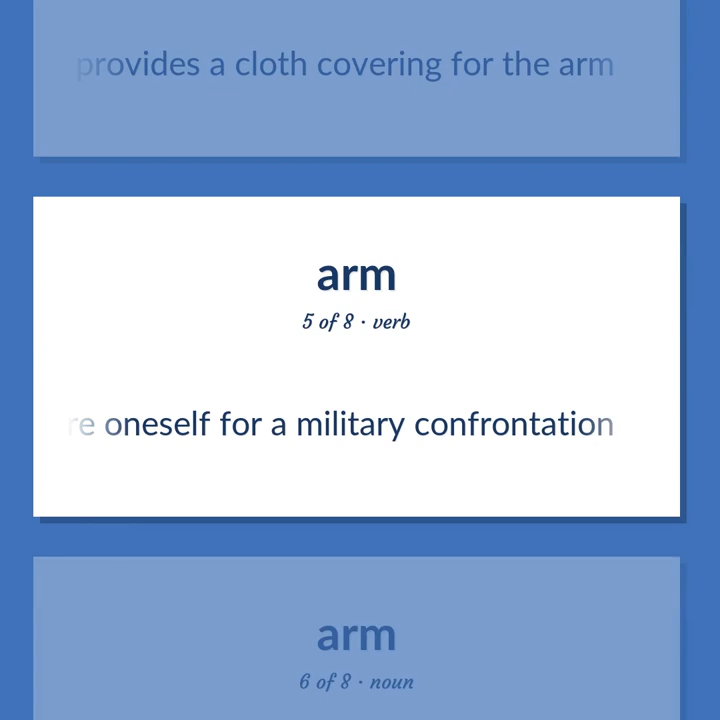 provides a cloth covering for the arm
arm
5 of 8 · verb
re oneself for a military confrontation
arm
6 of 8 · noun